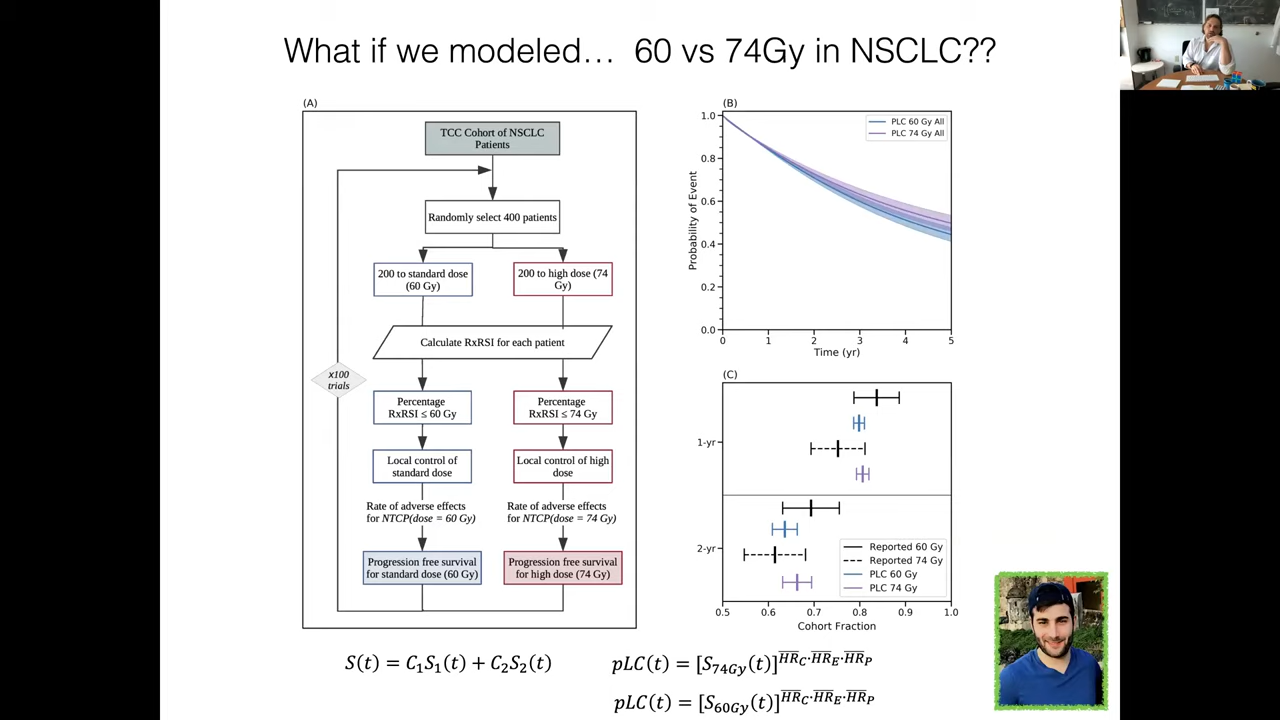 What if we modeled... 60 vs 74Gy in NSCLC??
(A)
TCC Cohort of NSCLC
Patients
Randomly select 400 patients
200 to standard dose
(60 Gy)
200 to high dose (74
Gy)
Calculate RxRSI for each patient
x100
trials
Percentage
RxRSI ≤ 60 Gy
Percentage
RxRSI ≤ 74 Gy
Local control of
standard dose
Local control of high
dose
Rate of adverse effects
for NTCP(dose = 60 Gy)
Rate of adverse effects
for NTCP(dose = 74 Gy)
Progression free survival
for standard dose (60 Gy)
Progression free survival
for high dose (74 Gy)
(B)
PLC 60 Gy All
PLC 74 Gy All
Probability of Event
1.0
0.8
0.6
0.4
0.2
0.0
0 1 2 3 4 5
Time (yr)
(C)
1-yr
2-yr
Reported 60 Gy
Reported 74 Gy
PLC 60 Gy
PLC 74 Gy
0.5 0.6 0.7 0.8 0.9 1.0
Cohort Fraction
S(t) = C₁S₁(t) + C₂S₂(t)
pLC(t) = [S₇₄Gy(t)]^H̅R̅_C·H̅R̅_E·H̅R̅_P
pLC(t) = [S₆₀Gy(t)]^H̅R̅_C·H̅R̅_E·H̅R̅_P